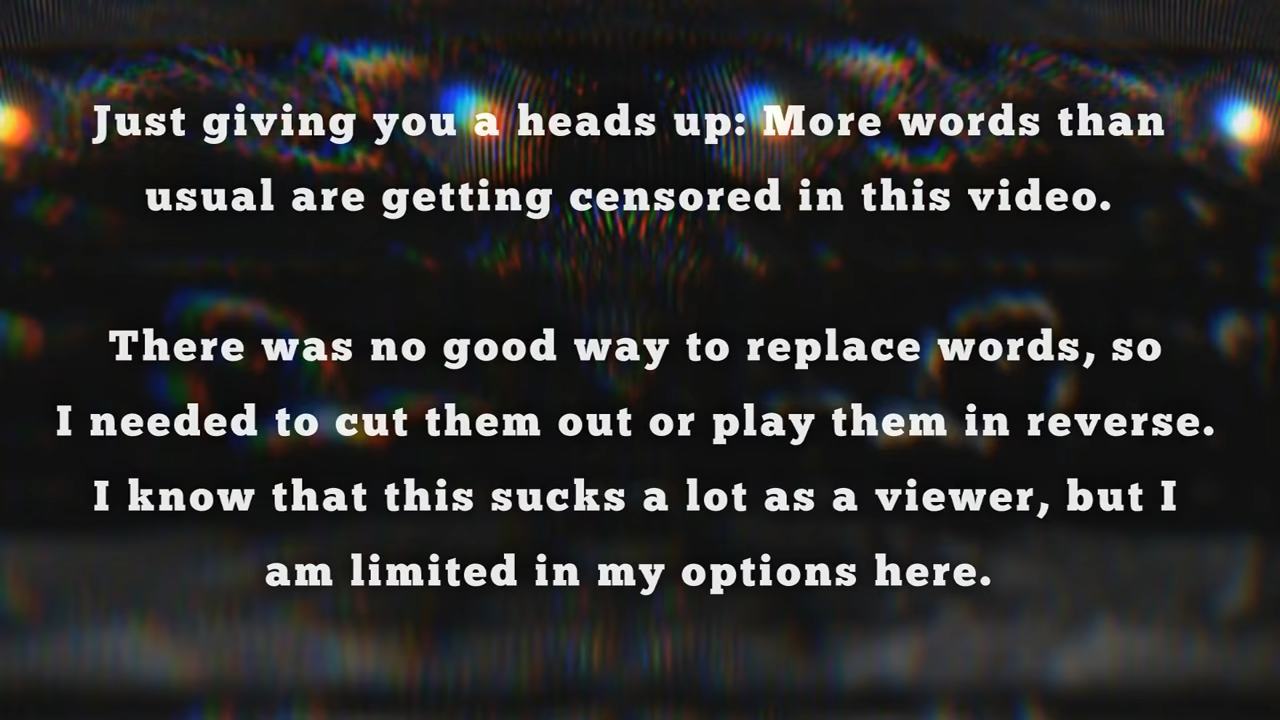 Just giving you a heads up: More words than
usual are getting censored in this video.
There was no good way to replace words, so
I needed to cut them out or play them in reverse.
I know that this sucks a lot as a viewer, but I
am limited in my options here.